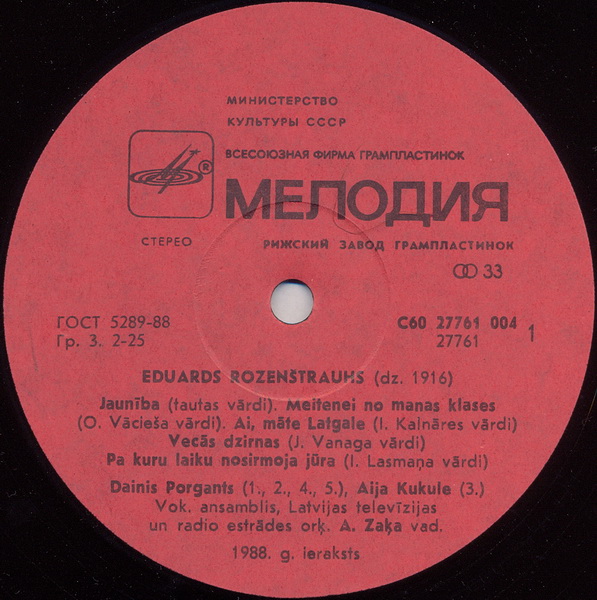 МИНИСТЕРСТВО
КУЛЬТУРЫ СССР
ВСЕСОЮЗНАЯ ФИРМА ГРАМПЛАСТИНОК
®
МЕЛОДИЯ
СТЕРЕО
РИЖСКИЙ ЗАВОД ГРАМПЛАСТИНОК
33
ГОСТ 5289-88
Гр. 3. 2-25
С60 27761 004
27761
1
EDUARDS ROZENŠTRAUHS (dz. 1916)
Jaunība (tautas vārdi). Meitenei no manas klases
(O. Vācieša vārdi). Ai, māte Latgale (I. Kalnāres vārdi)
Vecās dzirnas (J. Vanaga vārdi)
Pa kuru laiku nosirmoja jūra (I. Lasmaņa vārdi)
Dainis Porgants (1., 2., 4., 5.), Aija Kukule (3.)
Vok. ansamblis, Latvijas televīzijas
un radio estrādes orķ. A. Zaķa vad.
1988. g. ieraksts